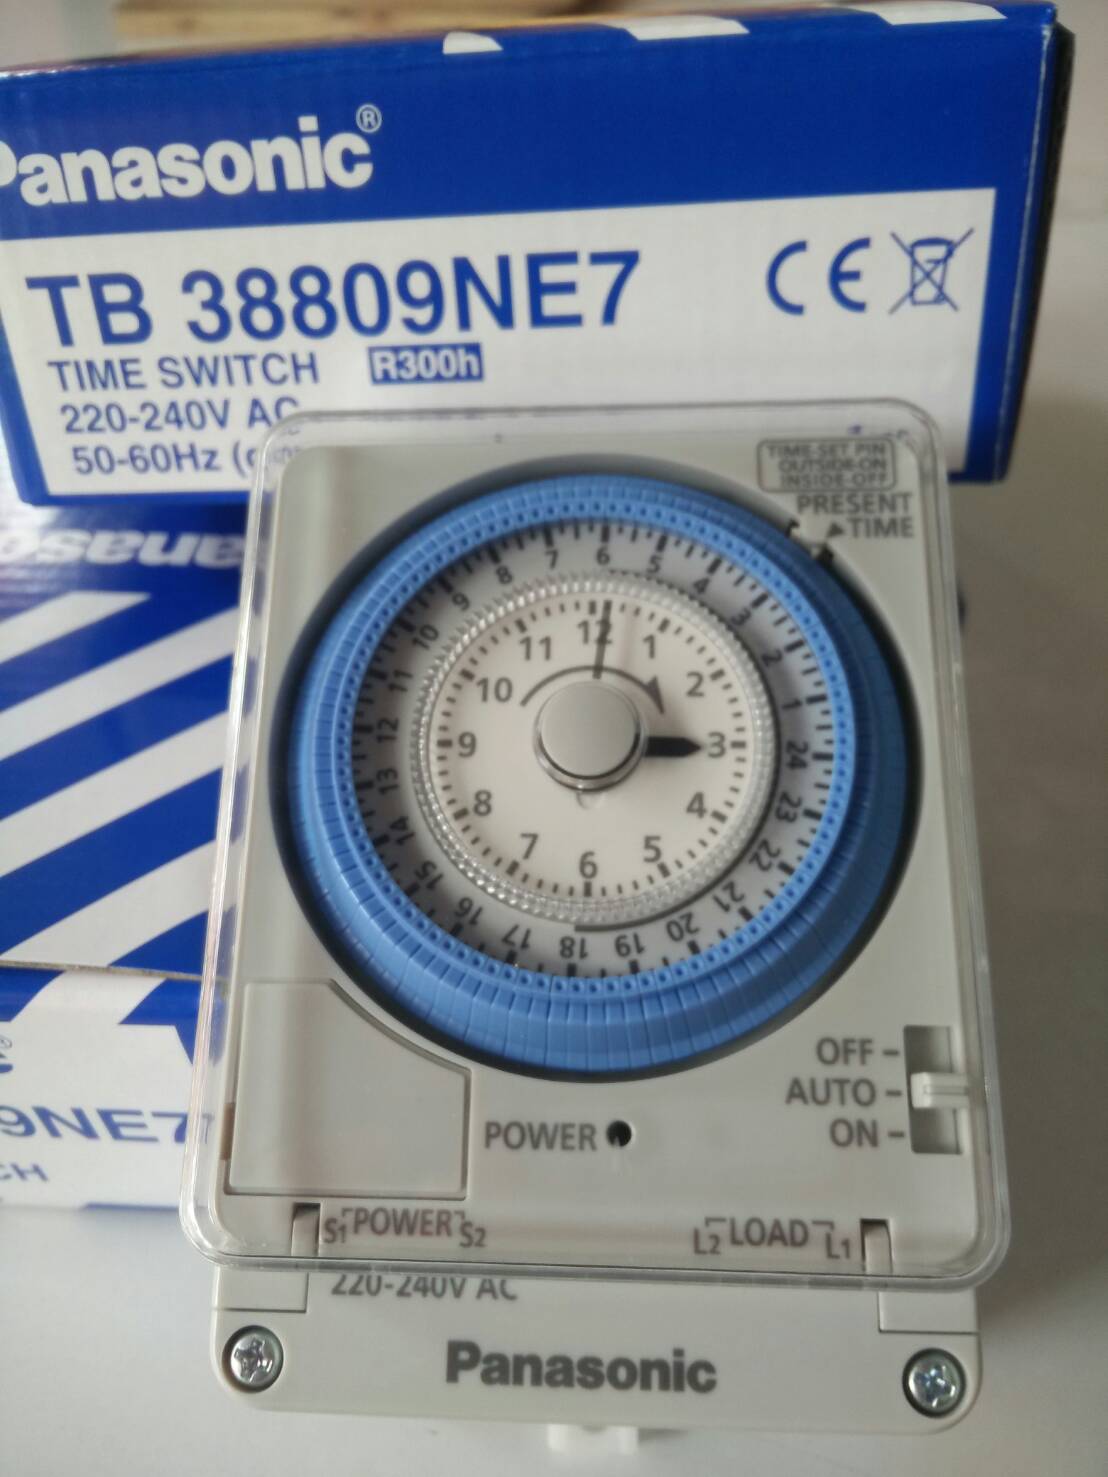 Panasonic®
TB 38809NE7
CE
TIME SWITCH R300h
220-240V AC
50-60Hz
Panasonic
9NE7
CH
TIME-SET PIN
OUTSIDE-ON
INSIDE-OFF
PRESENT
TIME
1 2 3 4 5 6 7 8 9 10 11 12 13 14 15 16 17 18 19 20 21 22 23 24
12 1 2 3 4 5 6 7 8 9 10 11
OFF
AUTO
ON
POWER
S1 POWER S2
L2 LOAD L1
220-240V AC
Panasonic